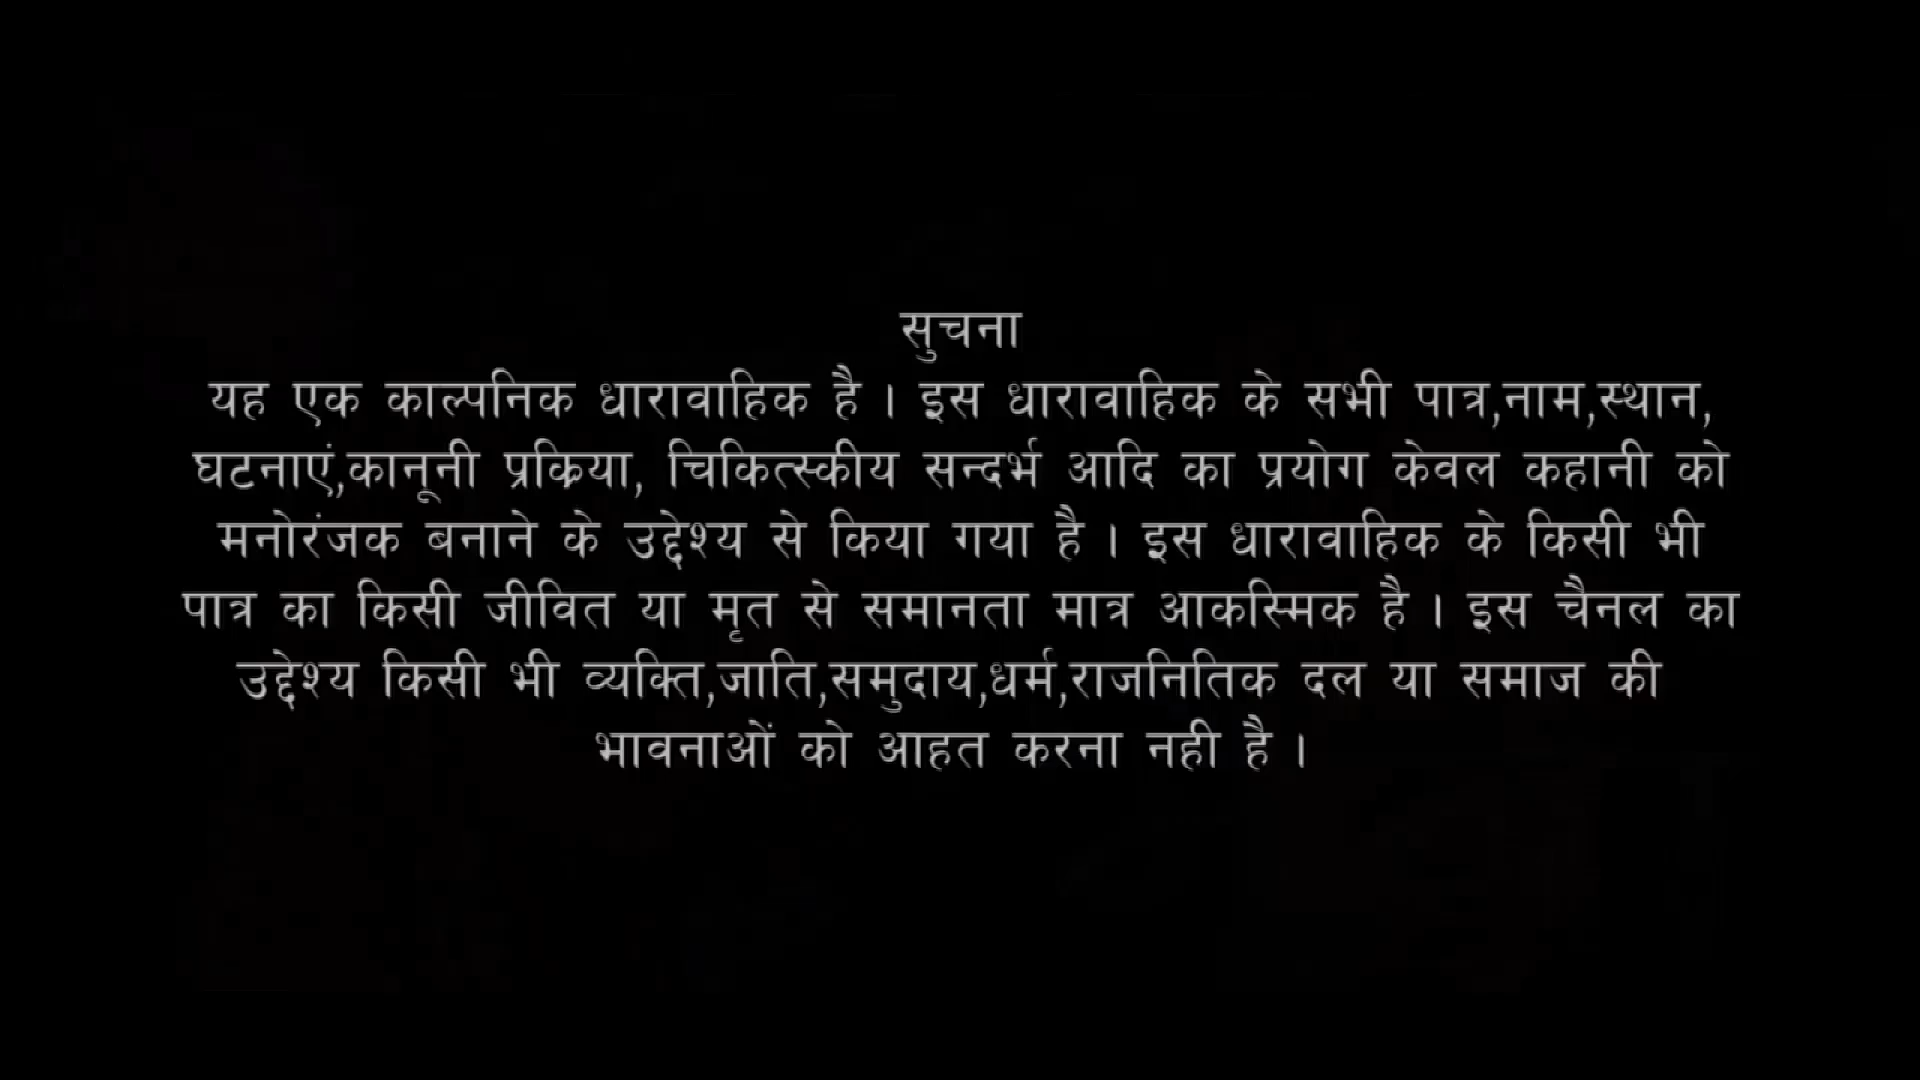 सुचना
यह एक काल्पनिक धारावाहिक है । इस धारावाहिक के सभी पात्र,नाम,स्थान,
घटनाएं,कानूनी प्रकिया, चिकित्स्कीय सन्दर्भ आदि का प्रयोग केवल कहानी को
मनोरंजक बनाने के उद्देश्य से किया गया है । इस धारावाहिक के किसी भी
पात्र का किसी जीवित या मृत से समानता मात्र आकस्मिक है । इस चैनल का
उद्देश्य किसी भी व्यक्ति,जाति,समुदाय,धर्म,राजनितिक दल या समाज की
भावनाओं को आहत करना नही है ।